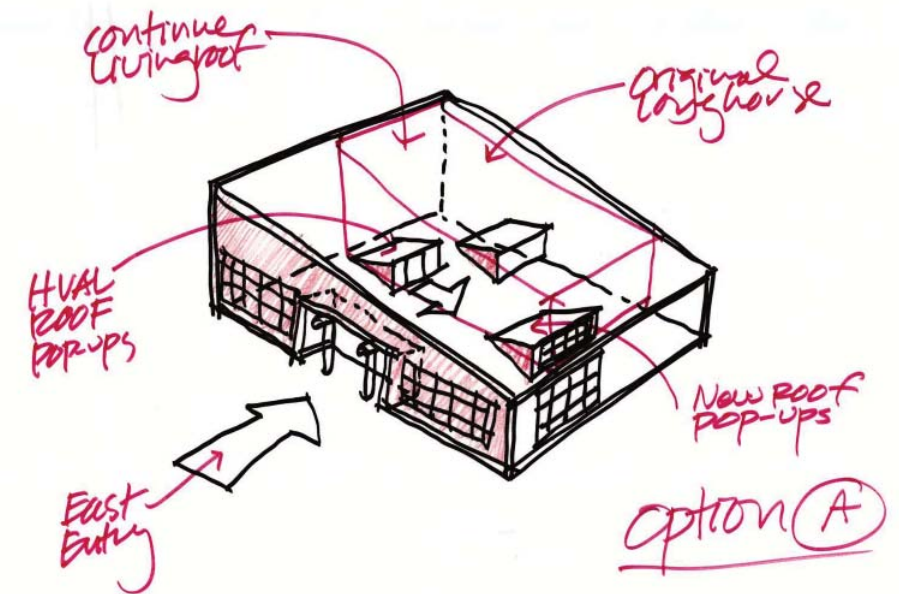 continue
Livingroof
original
longhouse
HVAC
ROOF
POP-UPS
New ROOF
POP-UPS
East
Entry
Option A